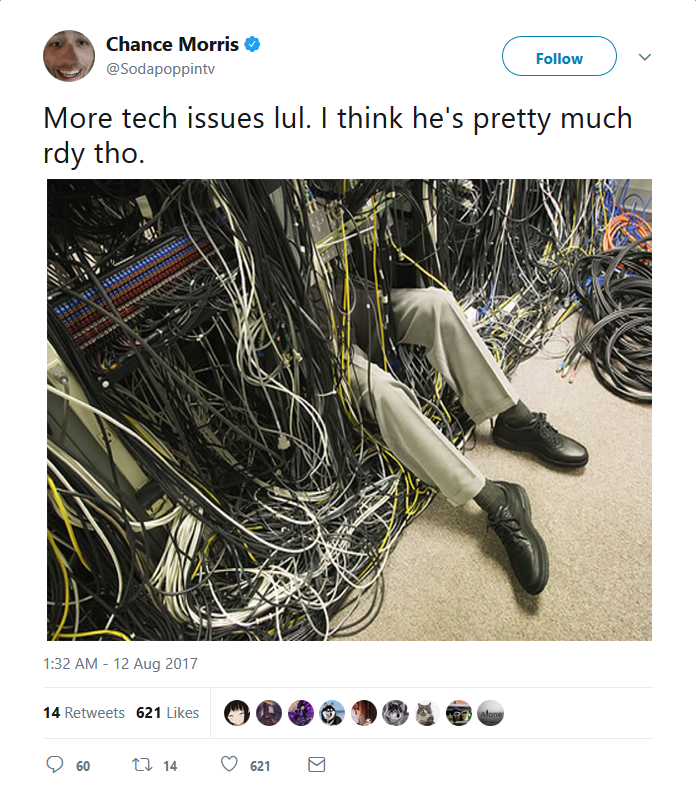 Chance Morris
@Sodapoppintv
Follow
More tech issues lul. I think he's pretty much
rdy tho.
1:32 AM - 12 Aug 2017
14 Retweets 621 Likes
Alone
60 14 621